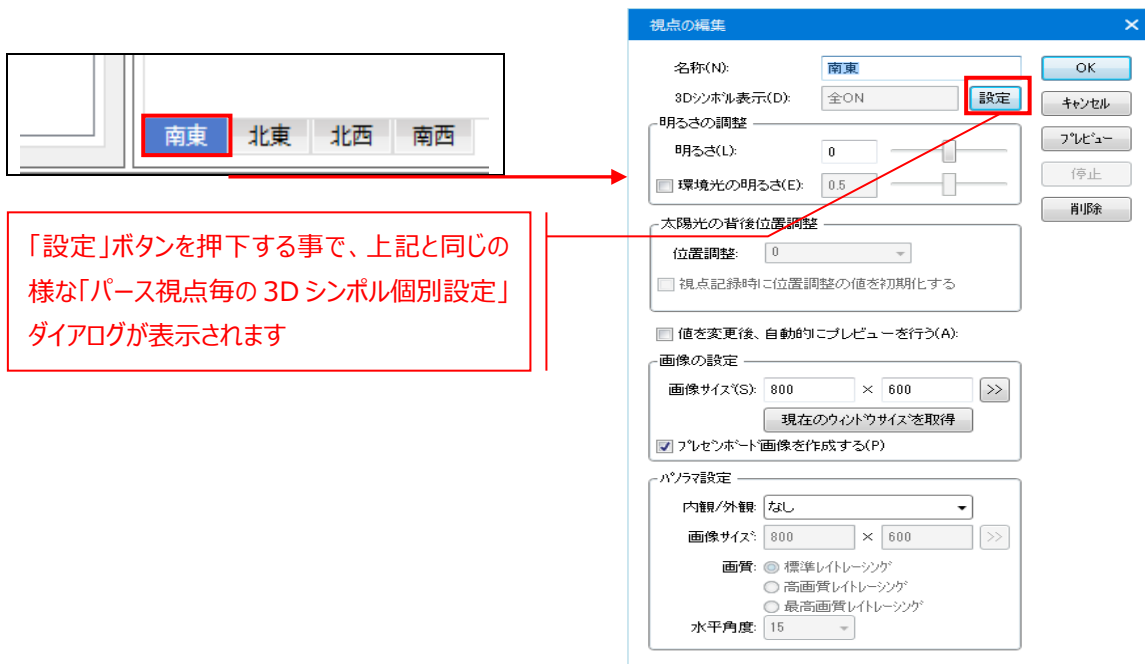 南東 北東 北西 南西
「設定」ボタンを押下する事で、上記と同じの
様な「パース視点毎の 3D シンボル個別設定」
ダイアログが表示されます
視点の編集
名称(N): 南東
OK
3Dシンボル表示(D): 全ON 設定
キャンセル
明るさの調整
明るさ(L): 0
プレビュー
環境光の明るさ(E): 0.5
停止
削除
太陽光の背後位置調整
位置調整: 0
視点記録時に位置調整の値を初期化する
値を変更後、自動的にプレビューを行う(A):
画像の設定
画像サイズ(S): 800 × 600 >>
現在のウィンドウサイズを取得
プレゼンボード画像を作成する(P)
パノラマ設定
内観/外観: なし
画像サイズ: 800 × 600 >>
画質: 標準レイトレーシング
高画質レイトレーシング
最高画質レイトレーシング
水平角度: 15